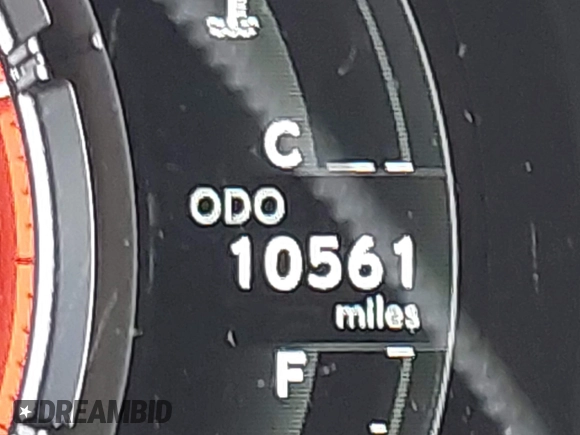 C
ODO
10561
miles
F
DREAMBID